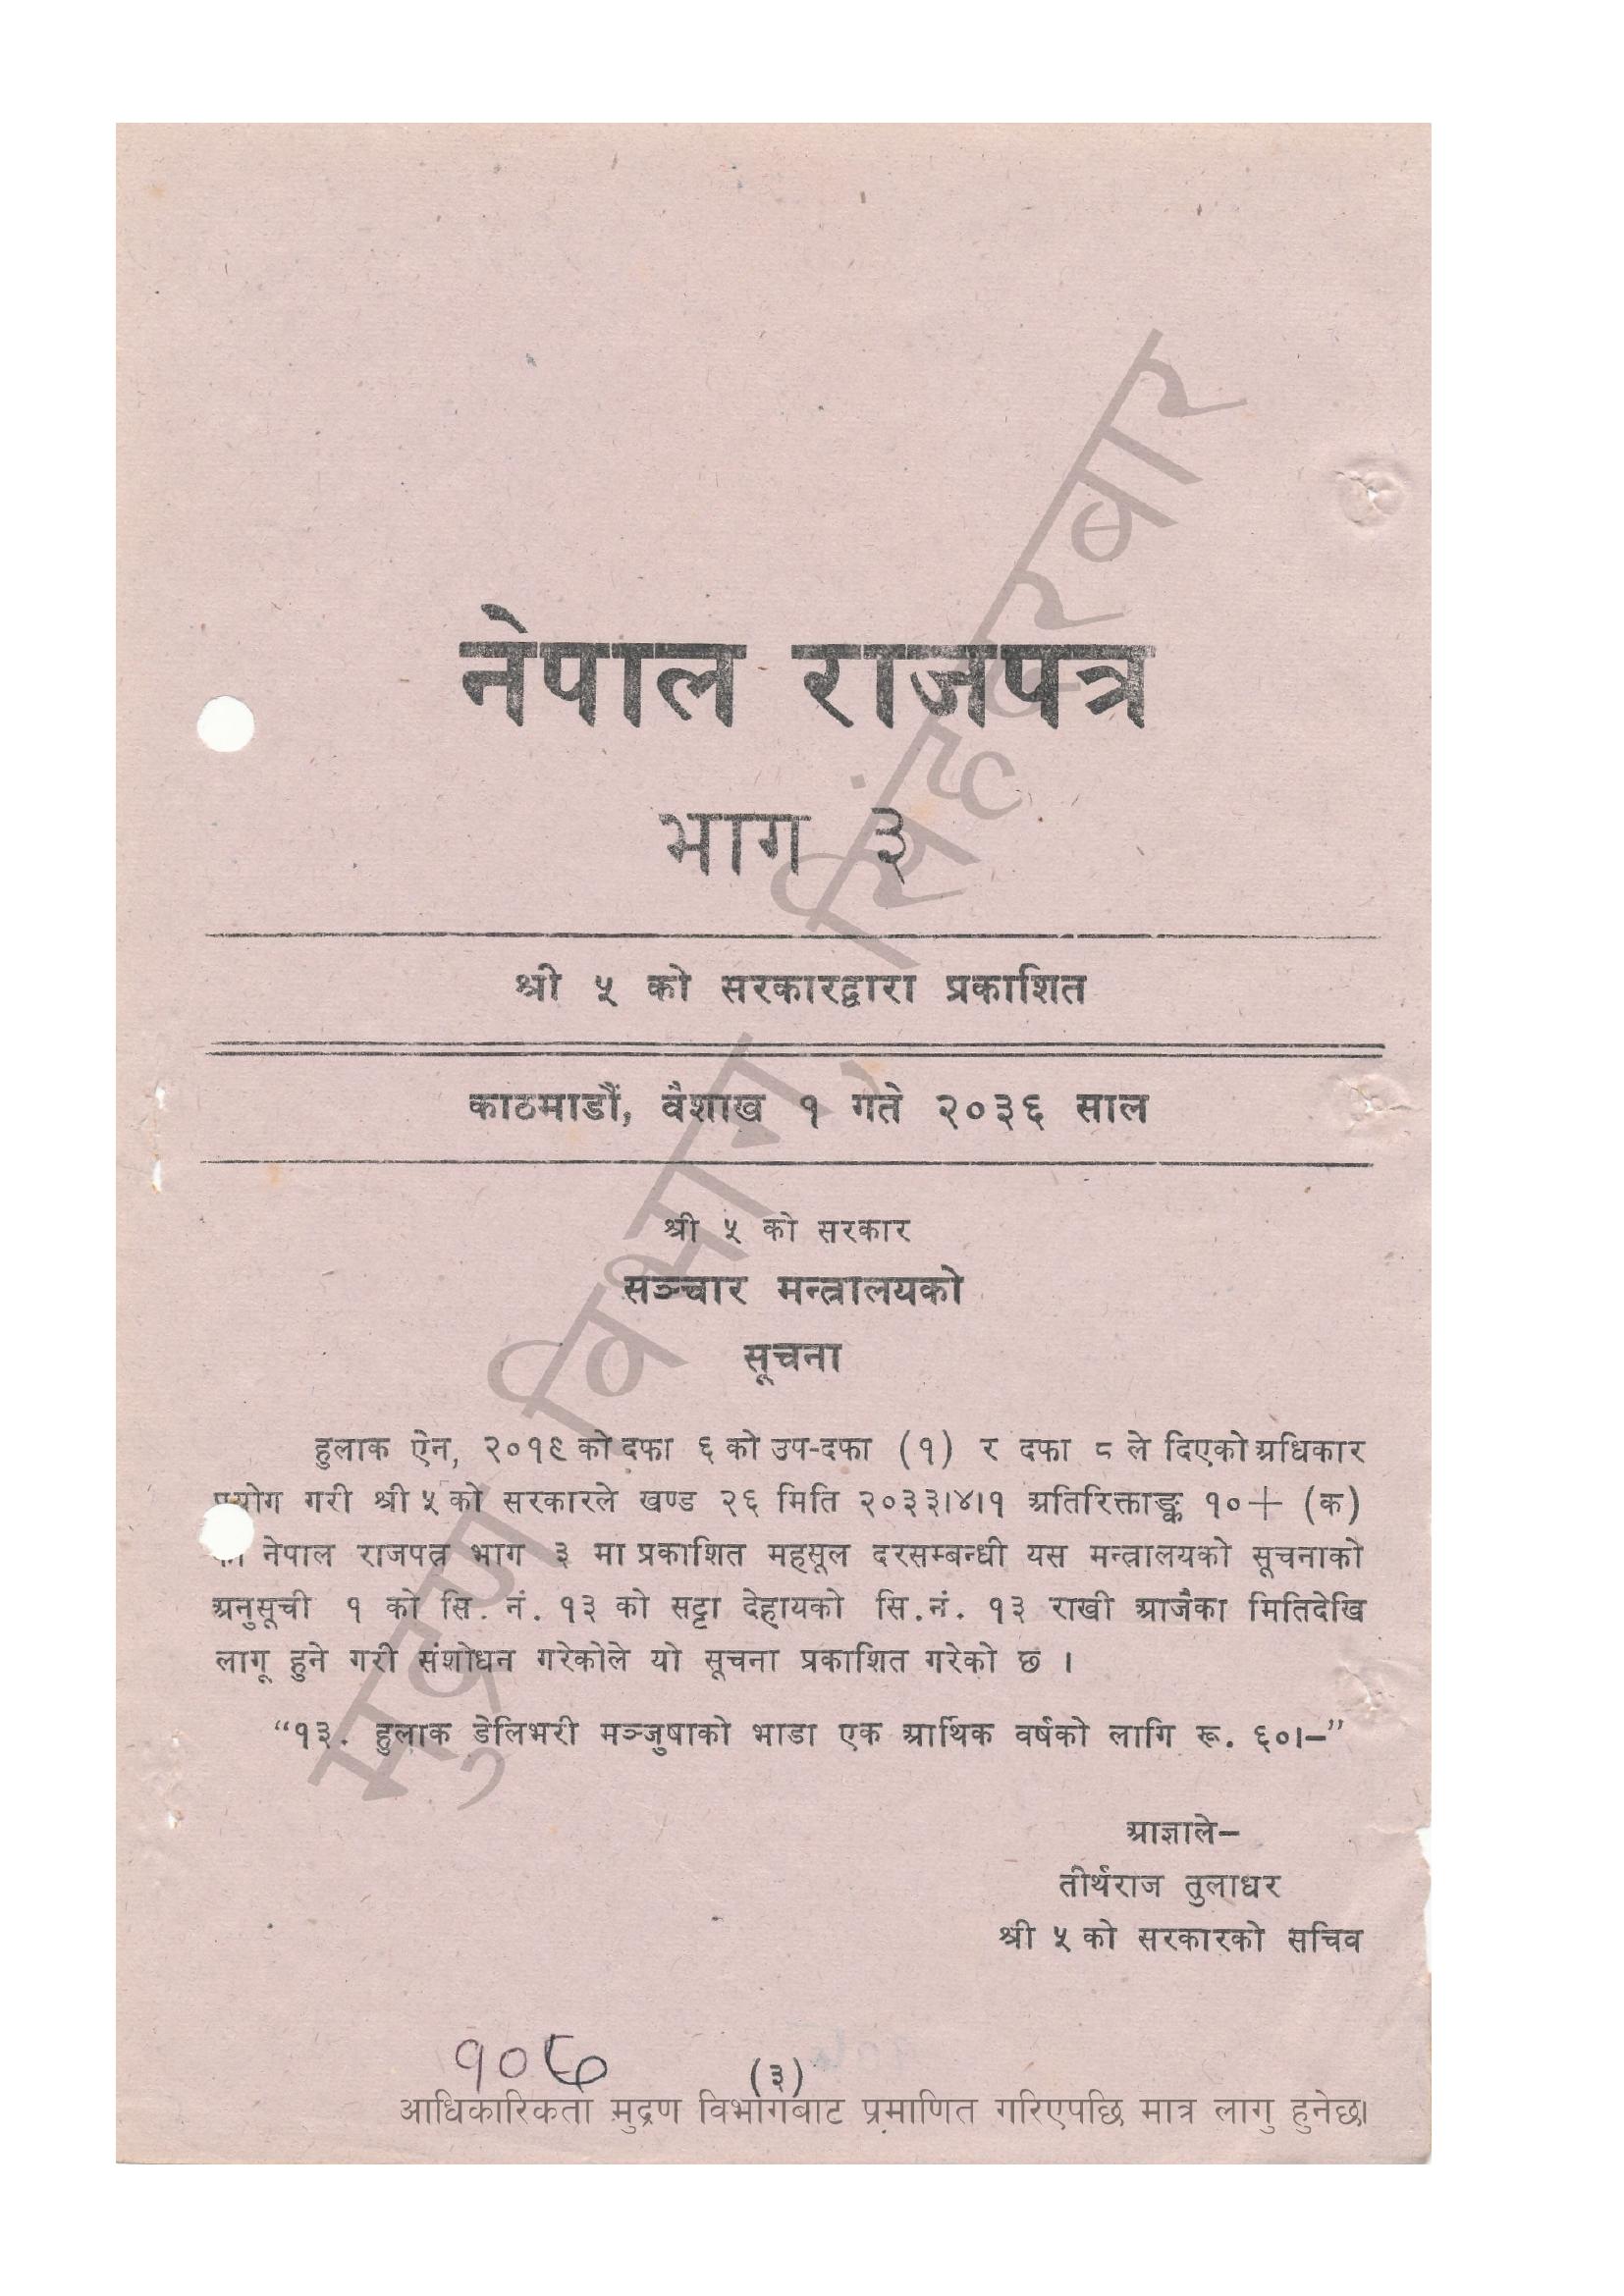 नेपाल राजपत्र
भाग ३
श्री ५ को सरकारद्वारा प्रकाशित
काठमाडौं, वैशाख १ गते २०३६ साल
श्री ५ को सरकार
सञ्चार मन्त्रालयको
सूचना
हुलाक ऐन, २०१९ को दफा ६ को उप-दफा (१) र दफा ८ ले दिएको अधिकार
प्रयोग गरी श्री ५ को सरकारले खण्ड २६ मिति २०३३।४।१ अतिरिक्ताङ्क १०+ (क)
को नेपाल राजपत्र भाग ३ मा प्रकाशित महसूल दरसम्बन्धी यस मन्त्रालयको सूचनाको
अनुसूची १ को सि. नं. १३ को सट्टा देहायको सि.नं. १३ राखी आजैका मितिदेखि
लागू हुने गरी संशोधन गरेकोले यो सूचना प्रकाशित गरेको छ ।
“१३. हुलाक डेलिभरी मञ्जुषाको भाडा एक आर्थिक वर्षको लागि रू. ६०।–”
आज्ञाले–
तीर्थराज तुलाधर
श्री ५ को सरकारको सचिव
(३)
आधिकारिकता मुद्रण विभागबाट प्रमाणित गरिएपछि मात्र लागु हुनेछ।
मुद्रण विभाग, सिंहदरवार